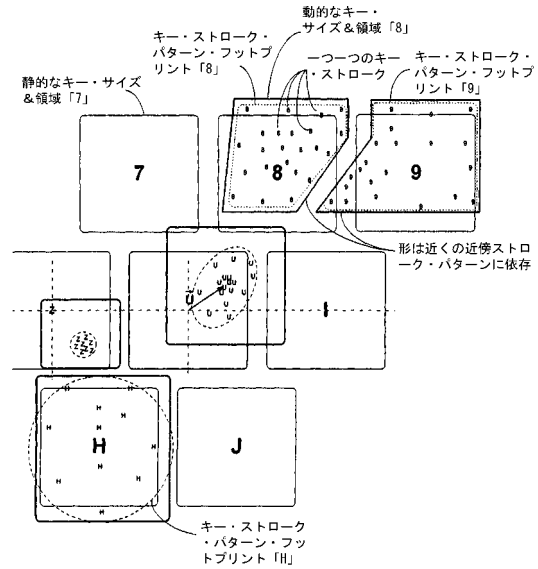 動的なキー・
サイズ&領域「8」
キー・ストローク・
パターン・フットプ
リント「8」
一つ一つのキー
・ストローク
キー・ストローク・
パターン・フットプ
リント「9」
静的なキー・サイズ
&領域「7」
7
8
9
形は近くの近傍ストロ
ーク・パターンに依存
Z
U
I
H
J
キー・ストローク
・パターン・フッ
トプリント「H」